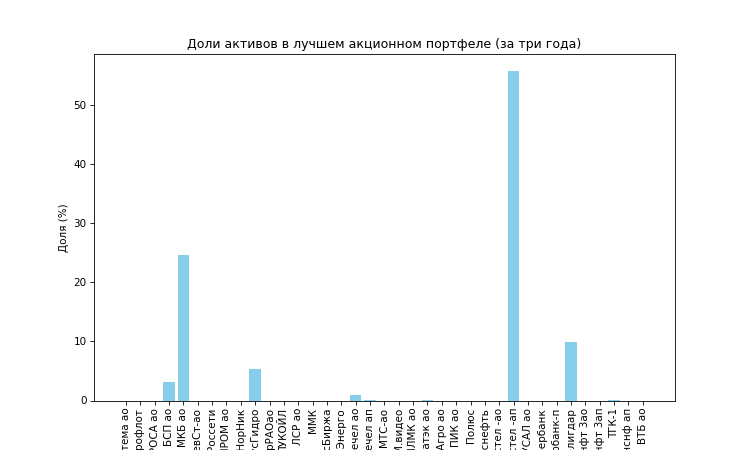 Доли активов в лучшем акционном портфеле (за три года)
Доля (%)
50
40
30
20
10
0
тема ао
рофлот
РОСА ао
БСП ао
МКБ ао
евСт-ао
Россети
ПРОМ ао
НорНик
сГидро
рРАОао
ЛУКОЙЛ
ЛСР ао
ММК
сБиржа
Энерго
ечел ао
ечел ап
МТС-ао
М.видео
ЛМК ао
атэк ао
Агро ао
ПИК ао
Полюс
снефть
стел -ао
стел -ап
УСАЛ ао
ербанк
рбанк-п
лигдар
нфт 3ао
нфт 3ап
ТГК-1
нснф ап
ВТБ ао